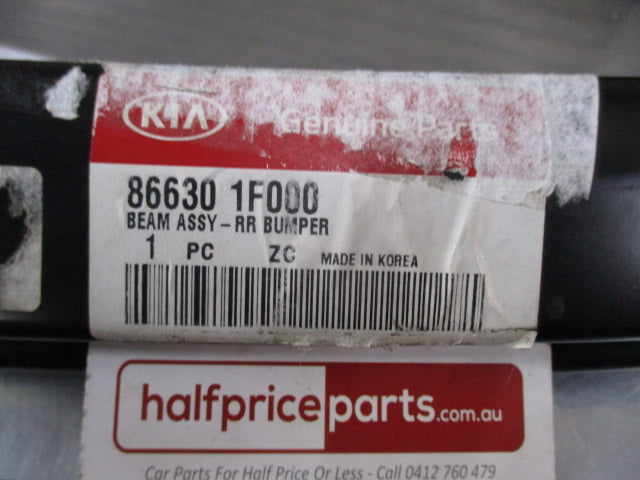 KIA Genuine Parts
86630 1F000
BEAM ASSY-RR BUMPER
1 PC ZC MADE IN KOREA
halfpriceparts.com.au
Car Parts For Half Price Or Less - Call 0412 760 479